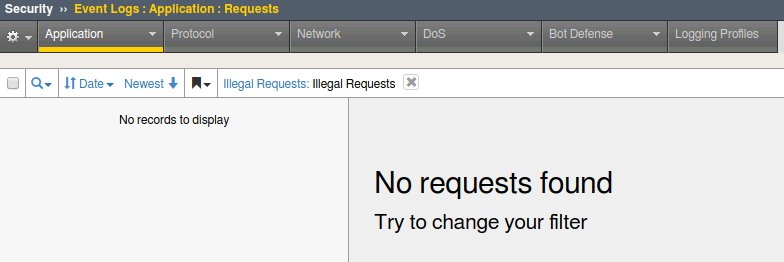 Security ›› Event Logs : Application : Requests
Application Protocol Network DoS Bot Defense Logging Profiles
Date Newest Illegal Requests: Illegal Requests
No records to display
No requests found
Try to change your filter